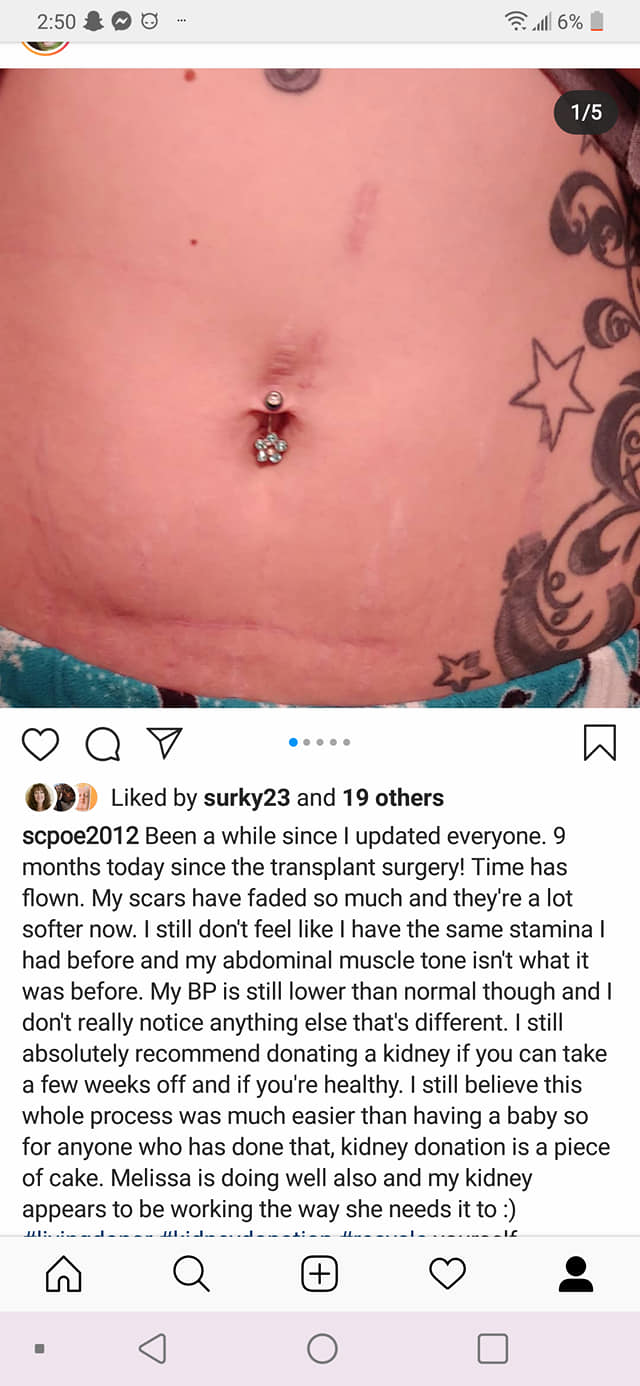 2:50
6%
1/5
Liked by surky23 and 19 others
scpoe2012 Been a while since I updated everyone. 9
months today since the transplant surgery! Time has
flown. My scars have faded so much and they're a lot
softer now. I still don't feel like I have the same stamina I
had before and my abdominal muscle tone isn't what it
was before. My BP is still lower than normal though and I
don't really notice anything else that's different. I still
absolutely recommend donating a kidney if you can take
a few weeks off and if you're healthy. I still believe this
whole process was much easier than having a baby so
for anyone who has done that, kidney donation is a piece
of cake. Melissa is doing well also and my kidney
appears to be working the way she needs it to :)
#livingdonor #kidneydonation #recycle yourself